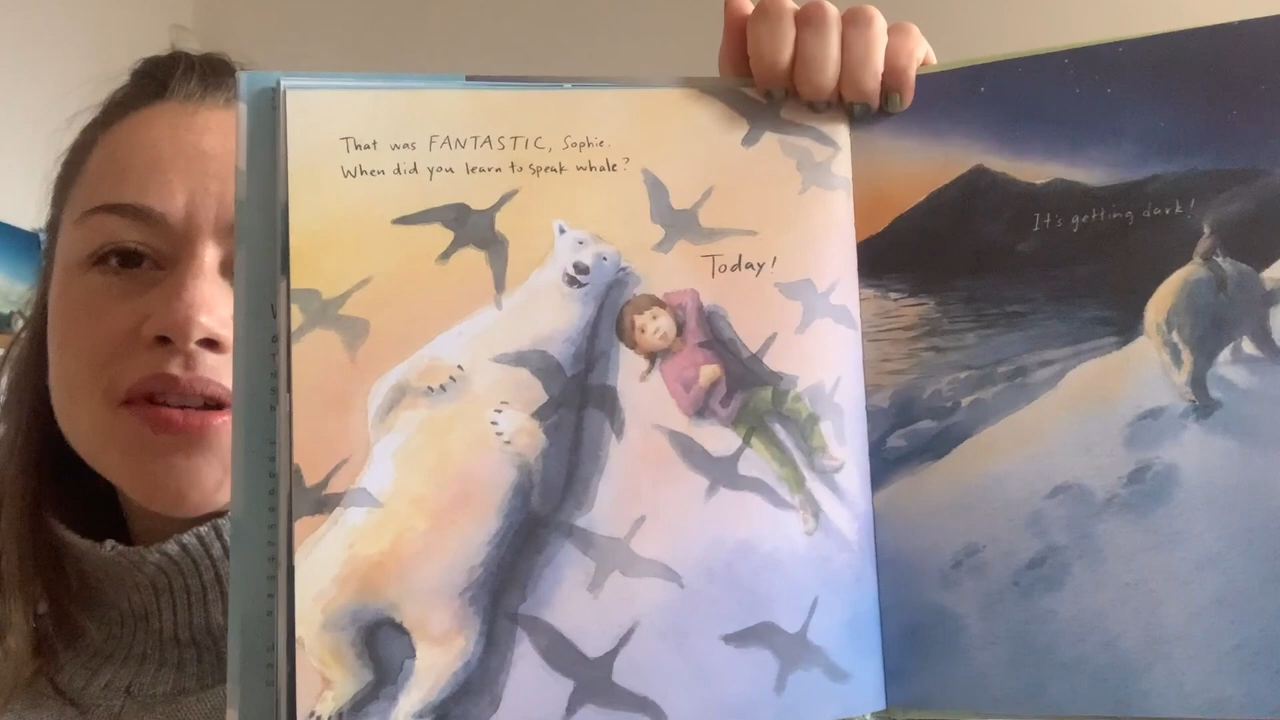 That was FANTASTIC, Sophie.
When did you learn to speak whale?
Today!
It's getting dark!